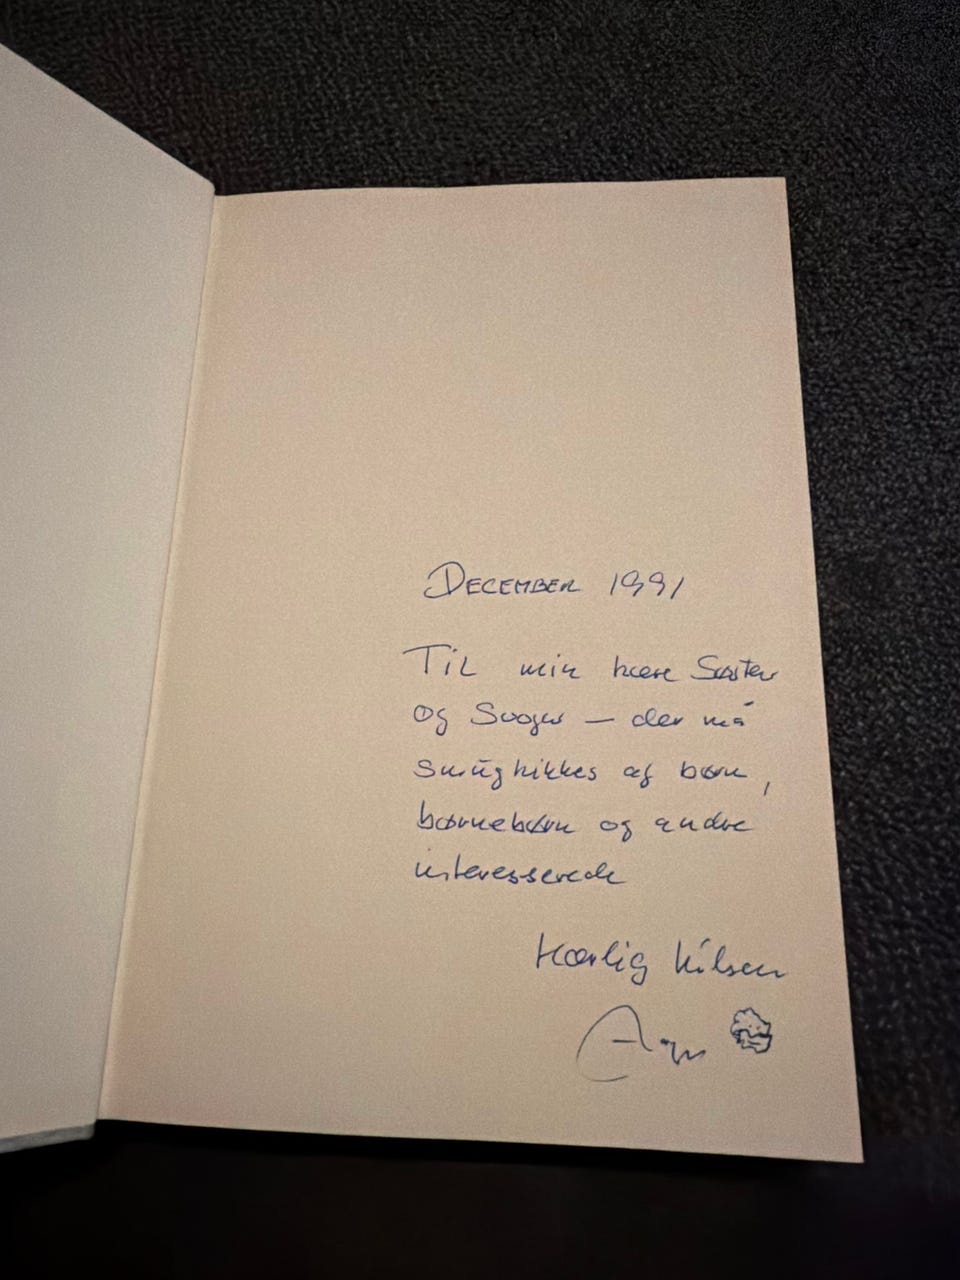 DECEMBER 1991
Til min kære Søster
og Svoger – der må
smugkikkes af børn,
børnebørn og andre
interesserede
Kærlig hilsen